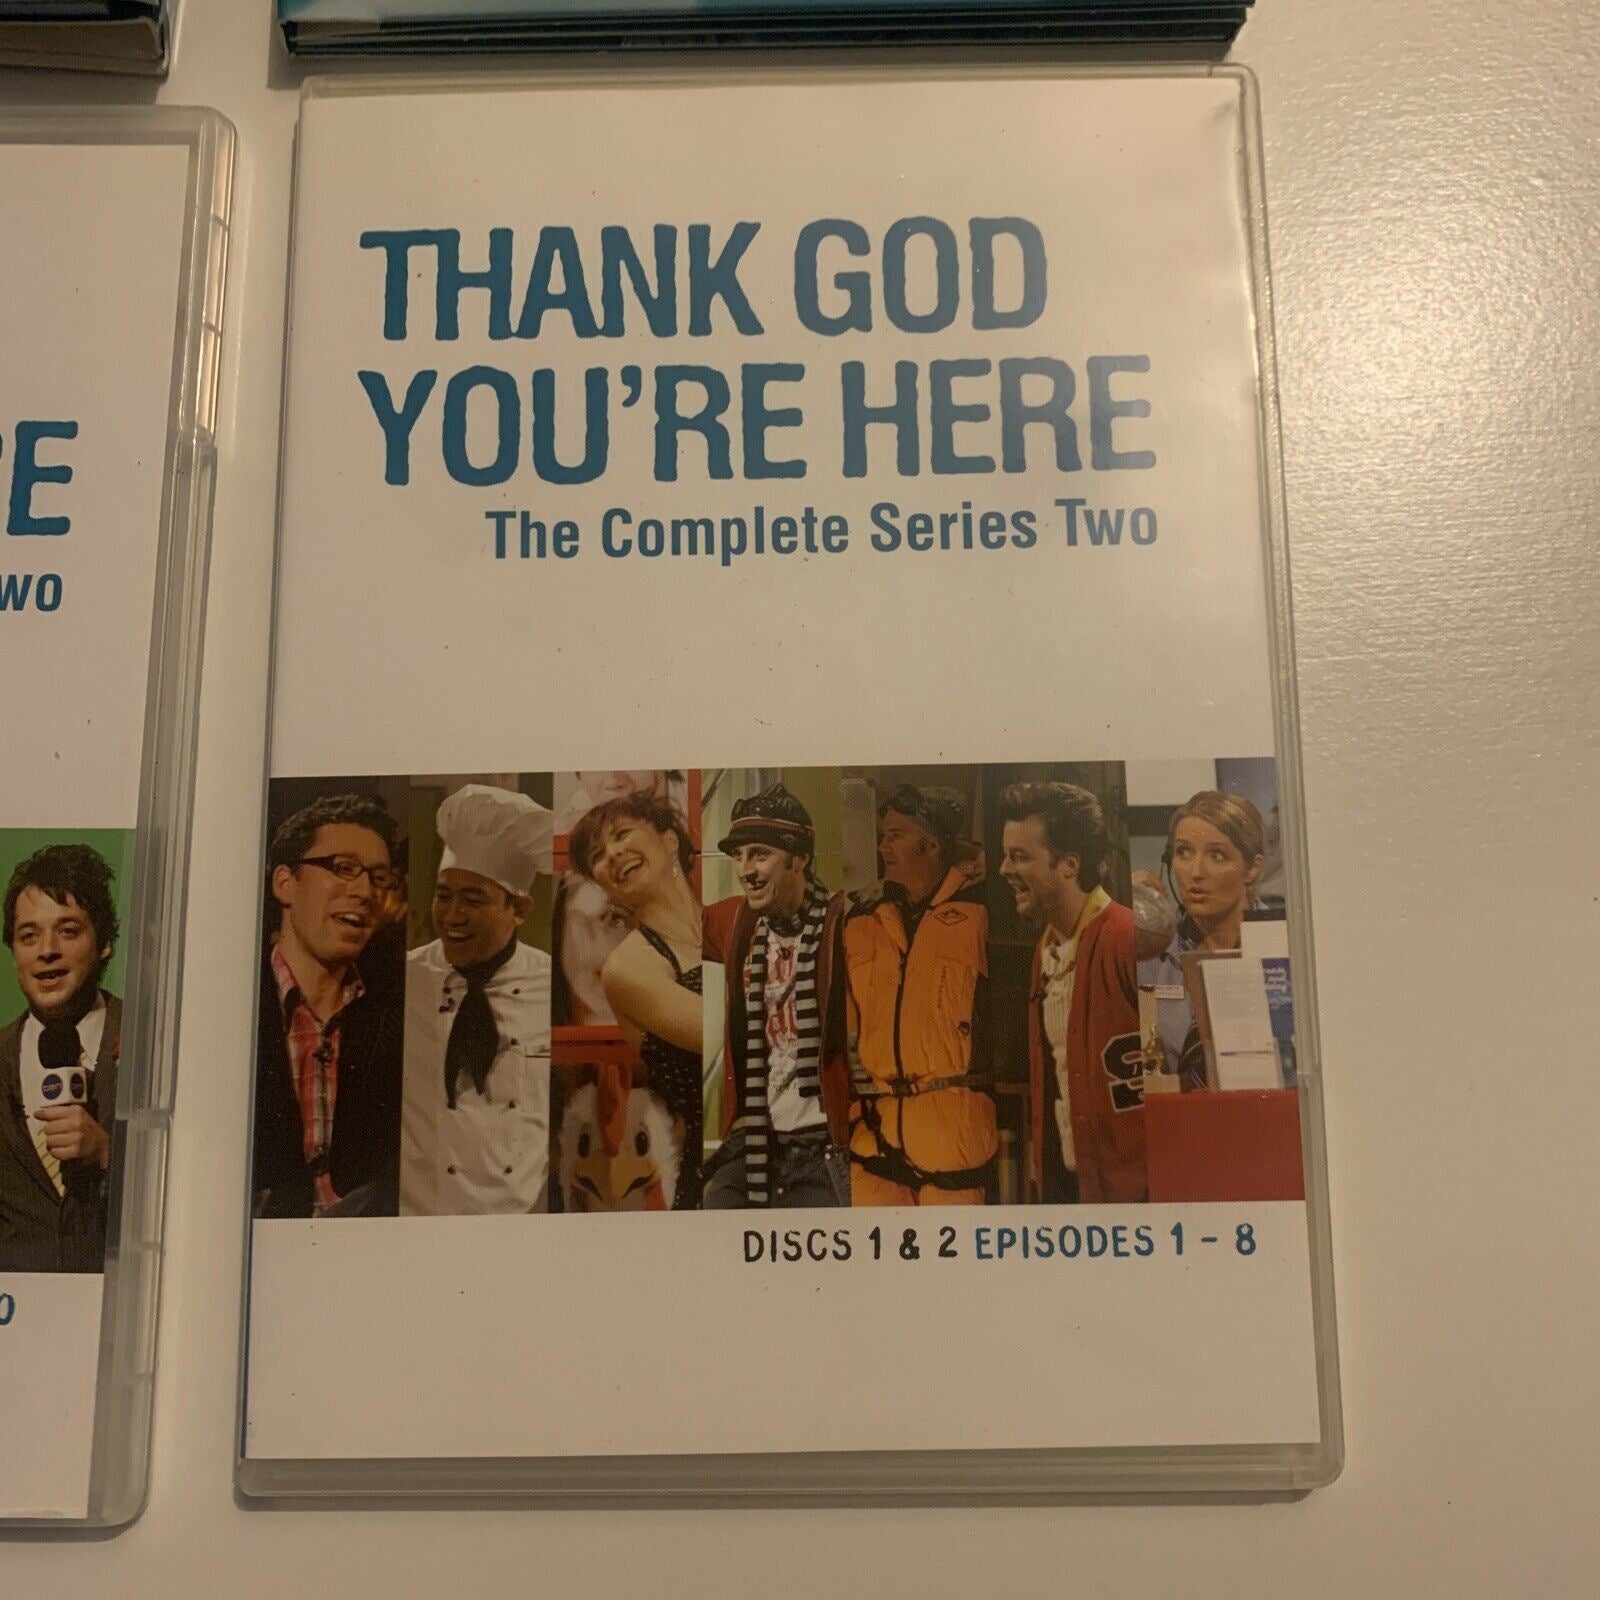 THANK GOD
YOU'RE HERE
The Complete Series Two
DISCS 1 & 2 EPISODES 1 - 8